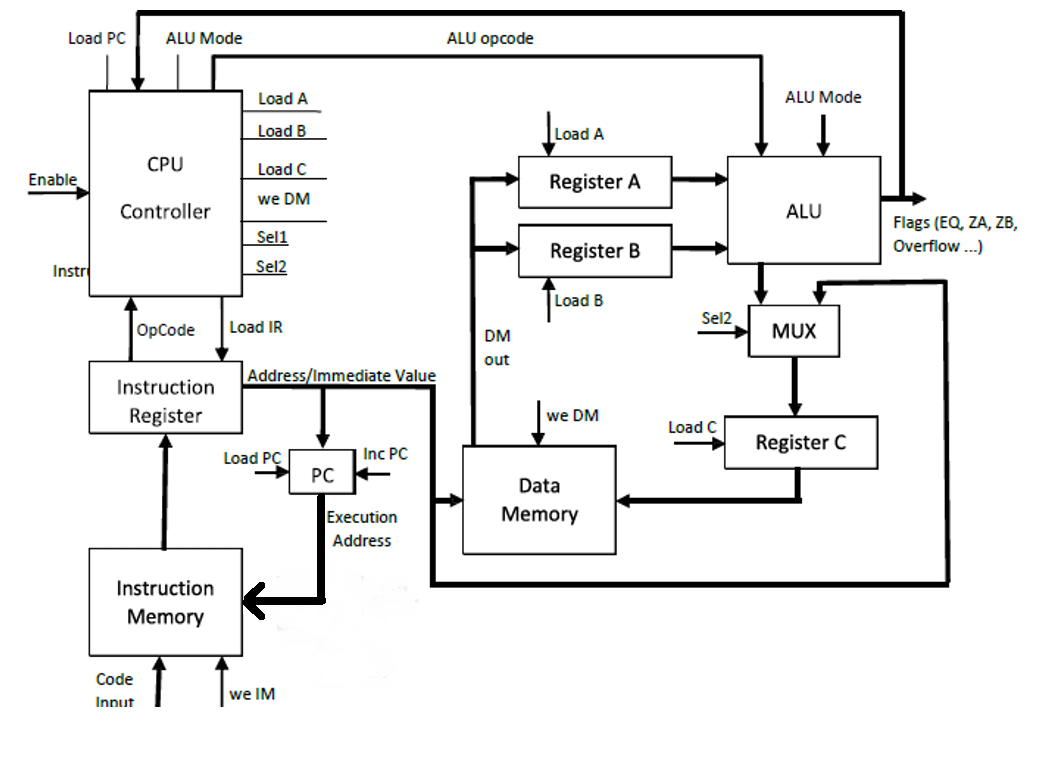 Load PC
ALU Mode
ALU opcode
Load A
Load B
Load C
we DM
Sel1
Sel2
CPU
Controller
Enable
Instru
OpCode
Load IR
Instruction
Register
Address/Immediate Value
Load PC
Inc PC
PC
Execution
Address
Instruction
Memory
Code
Input
we IM
ALU Mode
Load A
Register A
ALU
Register B
Load B
Flags (EQ, ZA, ZB,
Overflow ...)
DM
out
Sel2
MUX
we DM
Load C
Register C
Data
Memory